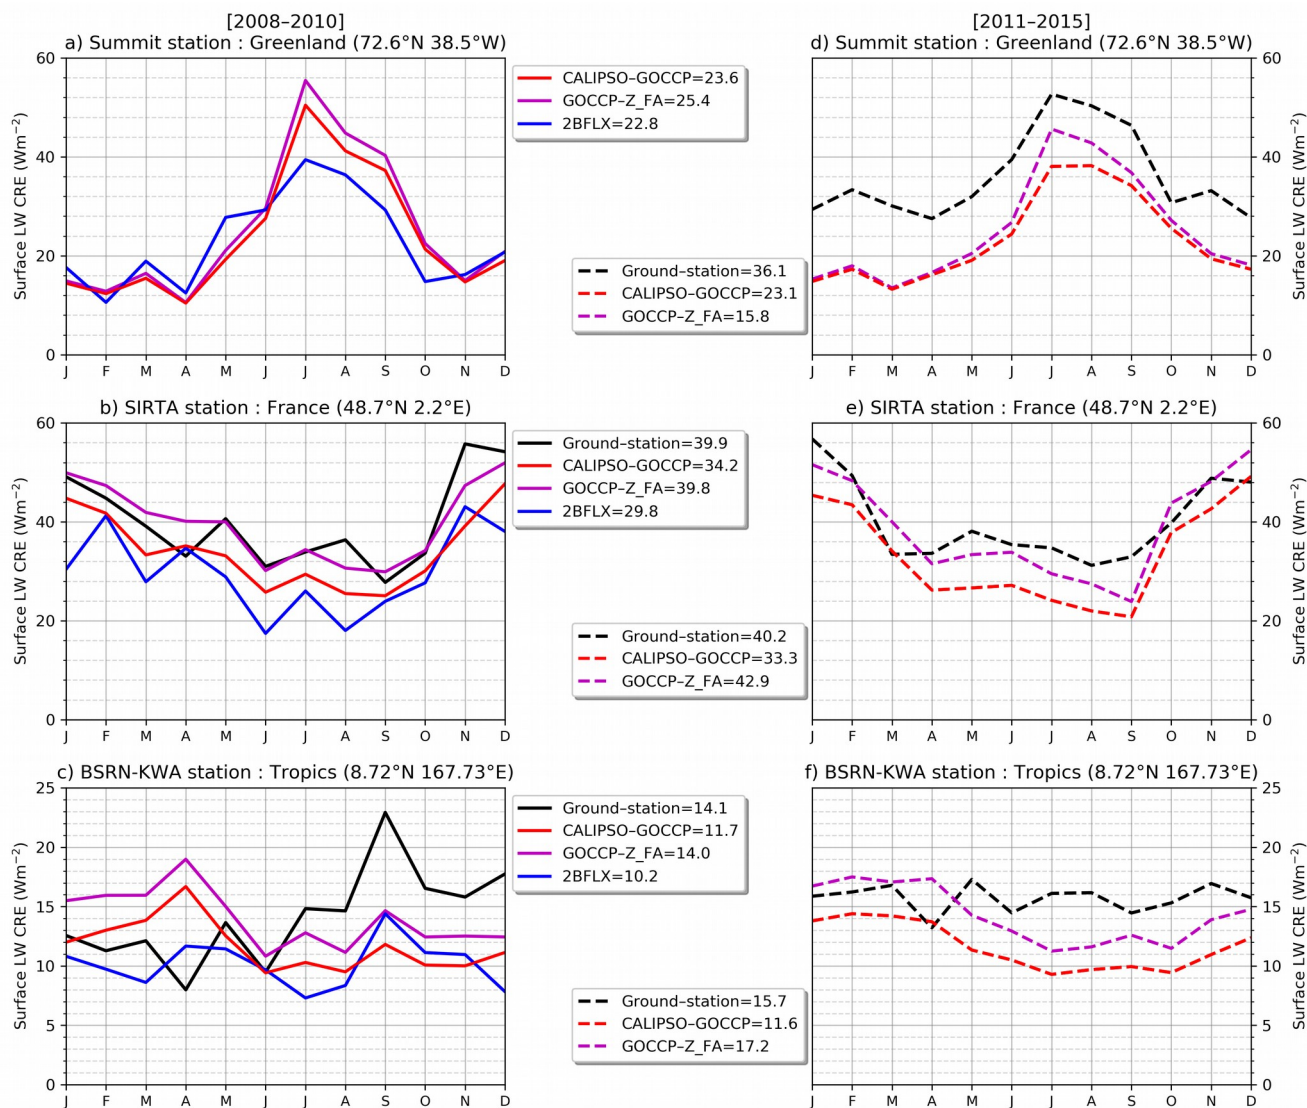 [2008–2010]
a) Summit station : Greenland (72.6°N 38.5°W)
60
40
20
0
Surface LW CRE (Wm−2)
J F M A M J J A S O N D
CALIPSO–GOCCP=23.6
GOCCP–Z_FA=25.4
2BFLX=22.8
[2011–2015]
d) Summit station : Greenland (72.6°N 38.5°W)
60
40
20
0
Surface LW CRE (Wm−2)
J F M A M J J A S O N D
Ground–station=36.1
CALIPSO–GOCCP=23.1
GOCCP–Z_FA=15.8
b) SIRTA station : France (48.7°N 2.2°E)
60
40
20
0
Surface LW CRE (Wm−2)
J F M A M J J A S O N D
Ground–station=39.9
CALIPSO–GOCCP=34.2
GOCCP–Z_FA=39.8
2BFLX=29.8
e) SIRTA station : France (48.7°N 2.2°E)
60
40
20
0
Surface LW CRE (Wm−2)
J F M A M J J A S O N D
Ground–station=40.2
CALIPSO–GOCCP=33.3
GOCCP–Z_FA=42.9
c) BSRN-KWA station : Tropics (8.72°N 167.73°E)
25
20
15
10
5
0
Surface LW CRE (Wm−2)
J F M A M J J A S O N D
Ground–station=14.1
CALIPSO–GOCCP=11.7
GOCCP–Z_FA=14.0
2BFLX=10.2
f) BSRN-KWA station : Tropics (8.72°N 167.73°E)
25
20
15
10
5
0
Surface LW CRE (Wm−2)
J F M A M J J A S O N D
Ground–station=15.7
CALIPSO–GOCCP=11.6
GOCCP–Z_FA=17.2